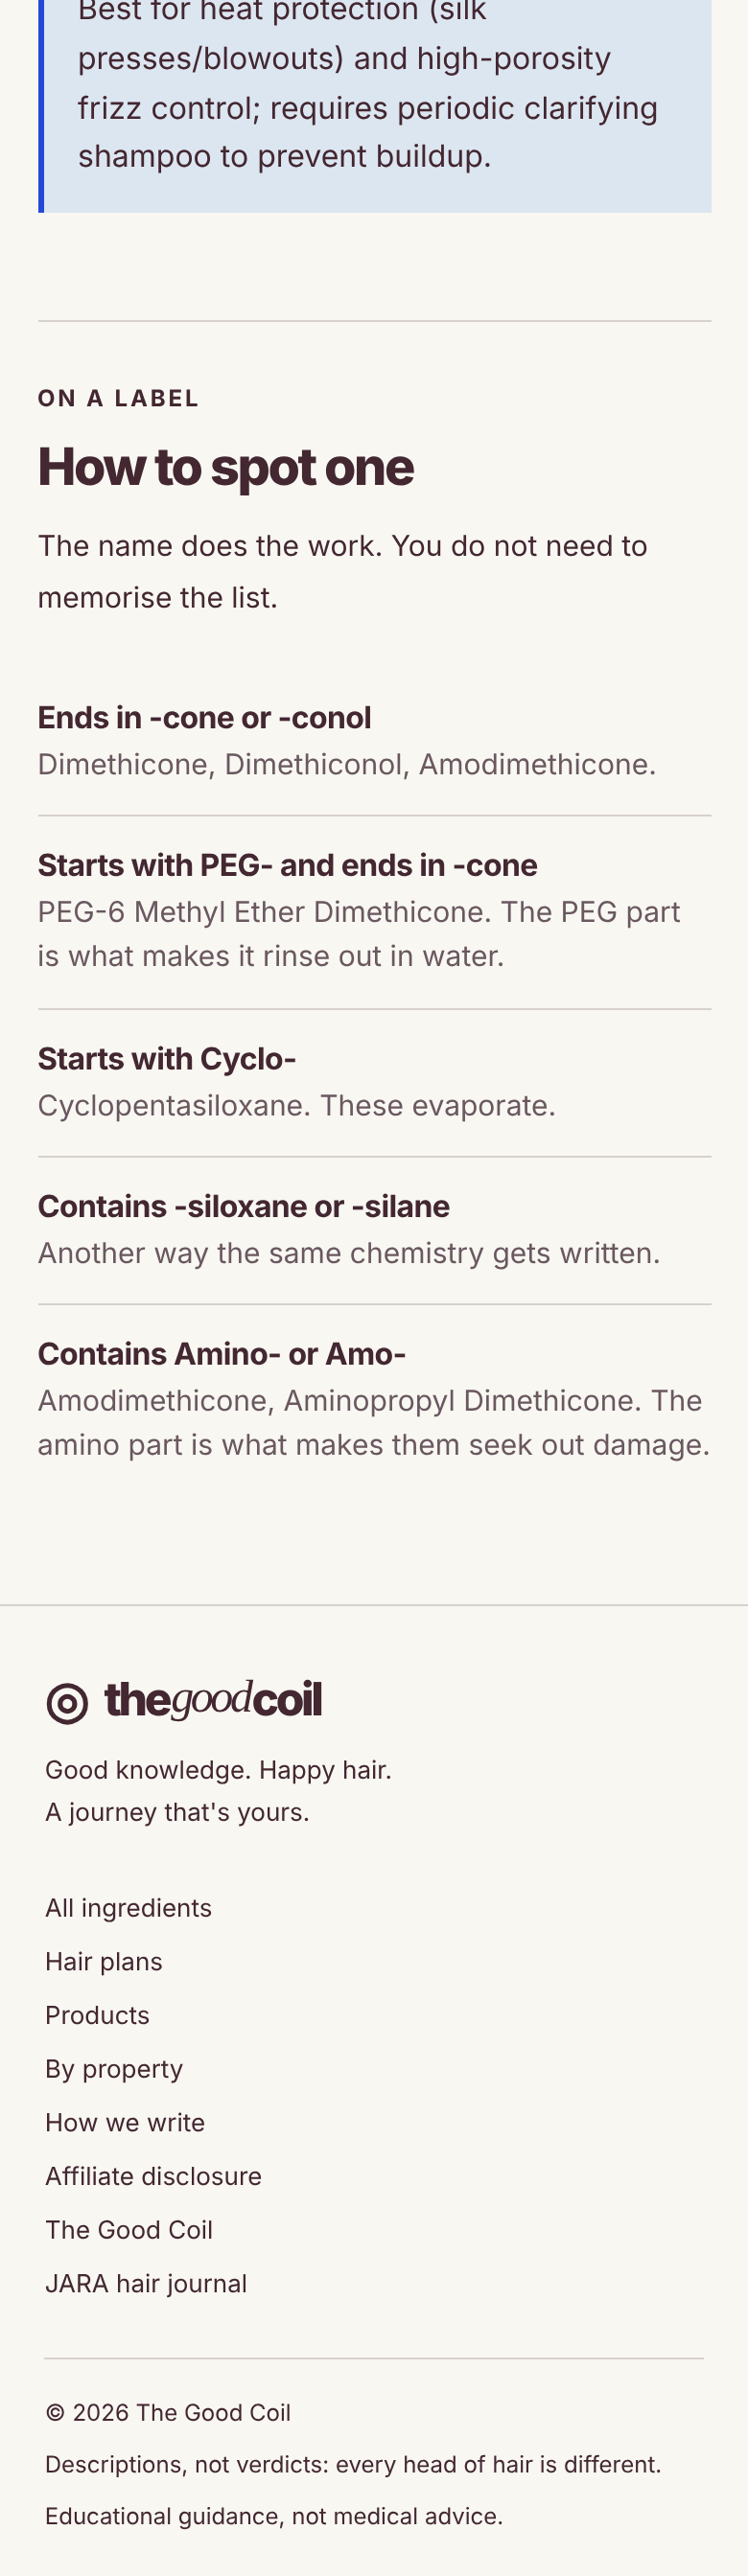 Best for heat protection (silk
presses/blowouts) and high-porosity
frizz control; requires periodic clarifying
shampoo to prevent buildup.
ON A LABEL
How to spot one
The name does the work. You do not need to
memorise the list.
Ends in -cone or -conol
Dimethicone, Dimethiconol, Amodimethicone.
Starts with PEG- and ends in -cone
PEG-6 Methyl Ether Dimethicone. The PEG part
is what makes it rinse out in water.
Starts with Cyclo-
Cyclopentasiloxane. These evaporate.
Contains -siloxane or -silane
Another way the same chemistry gets written.
Contains Amino- or Amo-
Amodimethicone, Aminopropyl Dimethicone. The
amino part is what makes them seek out damage.
thegoodcoil
Good knowledge. Happy hair.
A journey that's yours.
All ingredients
Hair plans
Products
By property
How we write
Affiliate disclosure
The Good Coil
JARA hair journal
© 2026 The Good Coil
Descriptions, not verdicts: every head of hair is different.
Educational guidance, not medical advice.